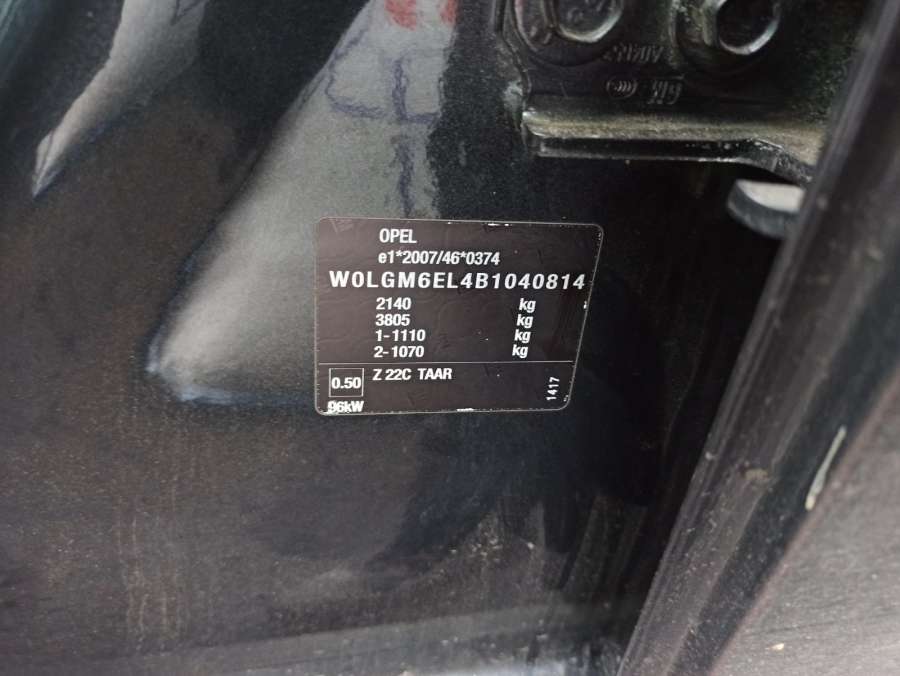 OPEL
e1*2007/46*0374
W0LGM6EL4B1040814
2140 kg
3805 kg
1-1110 kg
2-1070 kg
0.50 Z 22C TAAR
96kW
1417